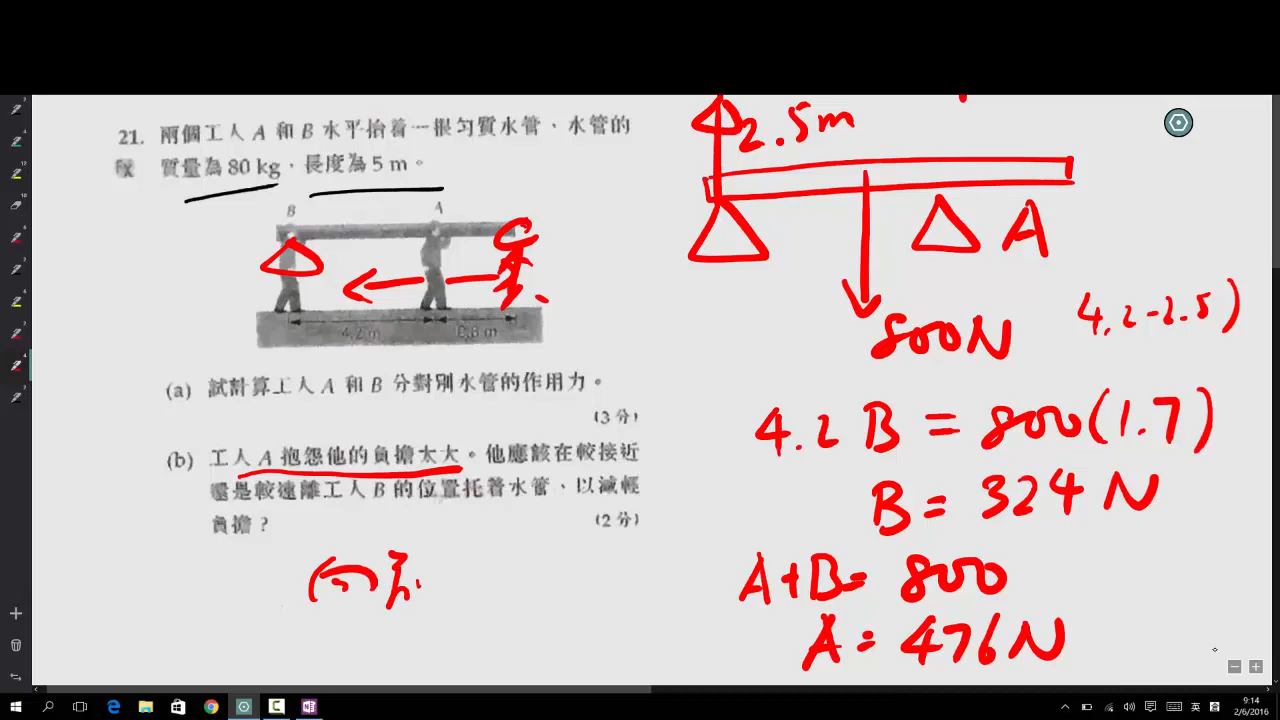 21. 兩個工人 A 和 B 水平抬着一根匀質水管、水管的
質量為 80 kg，長度為 5 m。
B
A
4.2 m
0.8 m
(a) 試計算工人 A 和 B 分對別水管的作用力。
(3 分)
(b) 工人 A 抱怨他的負擔太大。他應該在較接近
還是較遠離工人 B 的位置托着水管、以減輕
負擔？
(2 分)
2.5m
A
800N
4.2-2.5)
4.2 B = 800(1.7)
B = 324 N
A+B= 800
A = 476N
英
9:14
2/6/2016